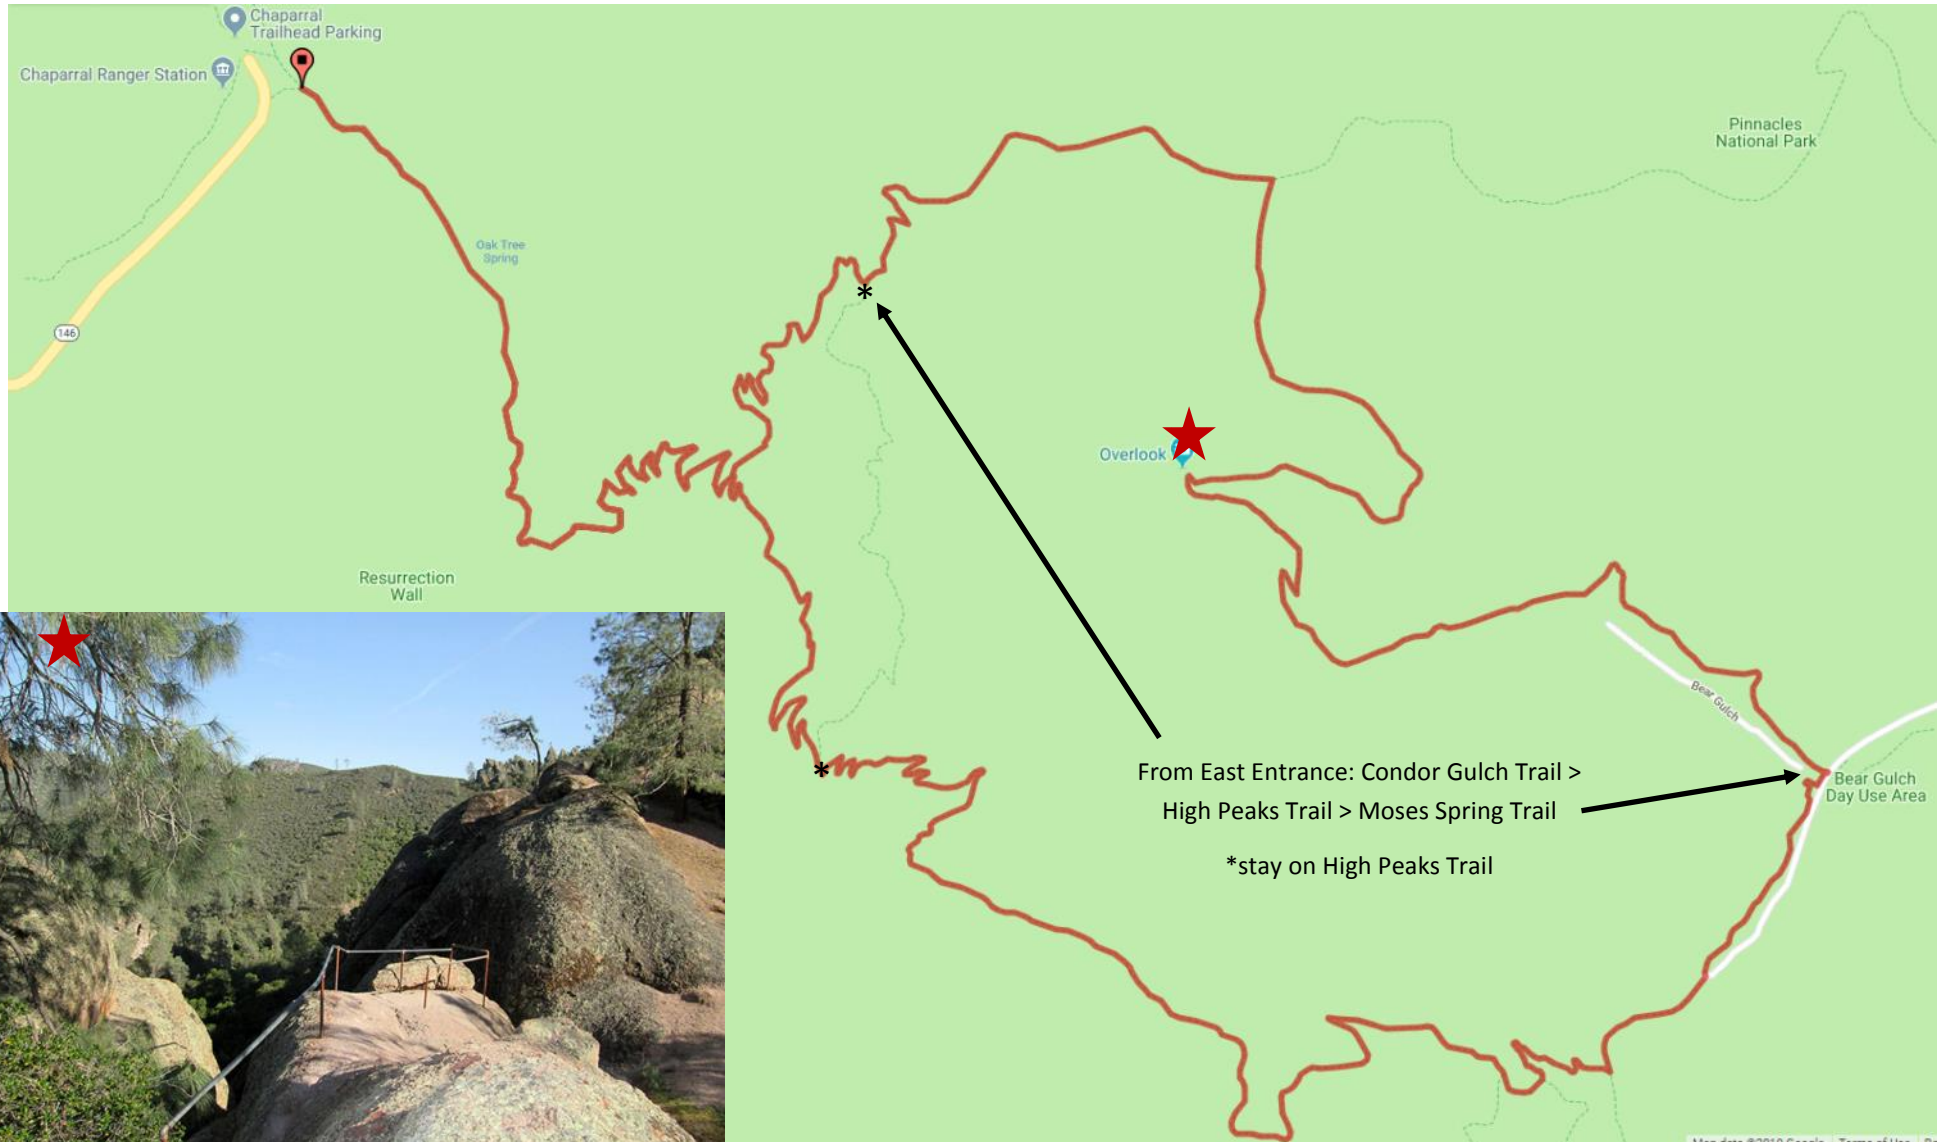 Chaparral
Trailhead Parking
Chaparral Ranger Station
Pinnacles
National Park
Oak Tree
Spring
*
146
Overlook
Resurrection
Wall
Bear Gulch
*
From East Entrance: Condor Gulch Trail >
High Peaks Trail > Moses Spring Trail
*stay on High Peaks Trail
Bear Gulch
Day Use Area